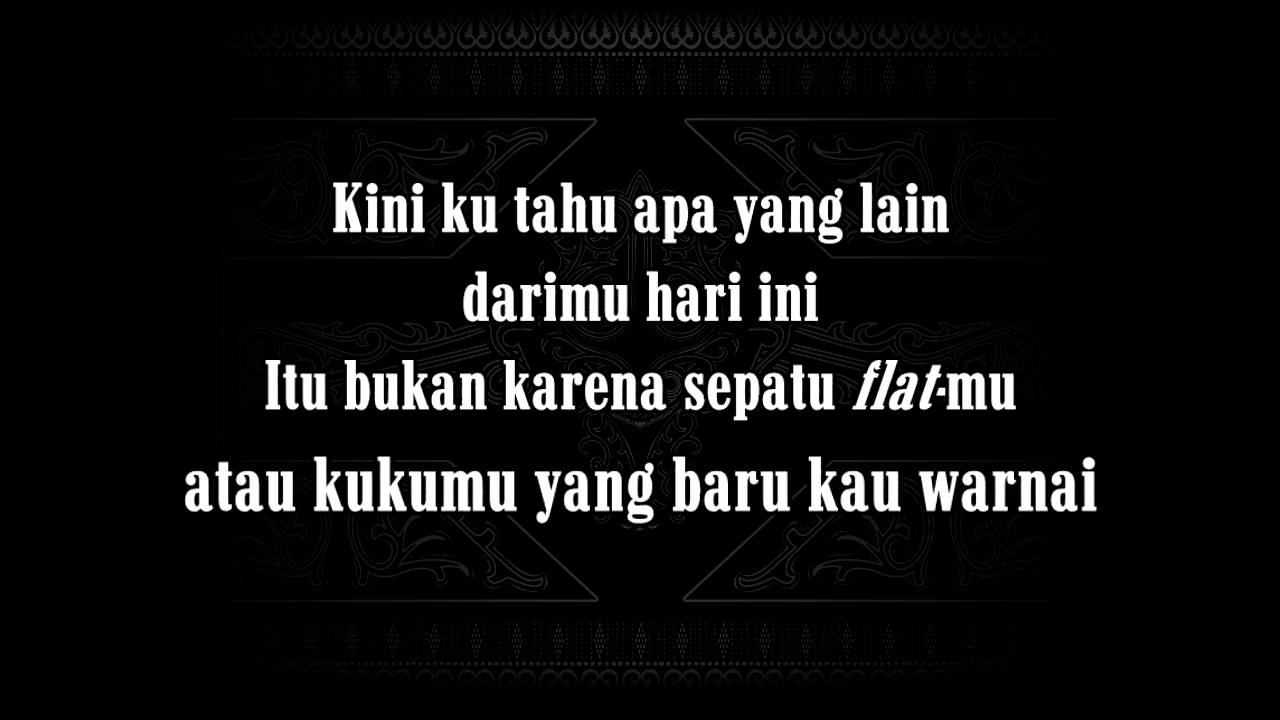 Kini ku tahu apa yang lain
darimu hari ini
Itu bukan karena sepatu flat-mu
atau kukumu yang baru kau warnai